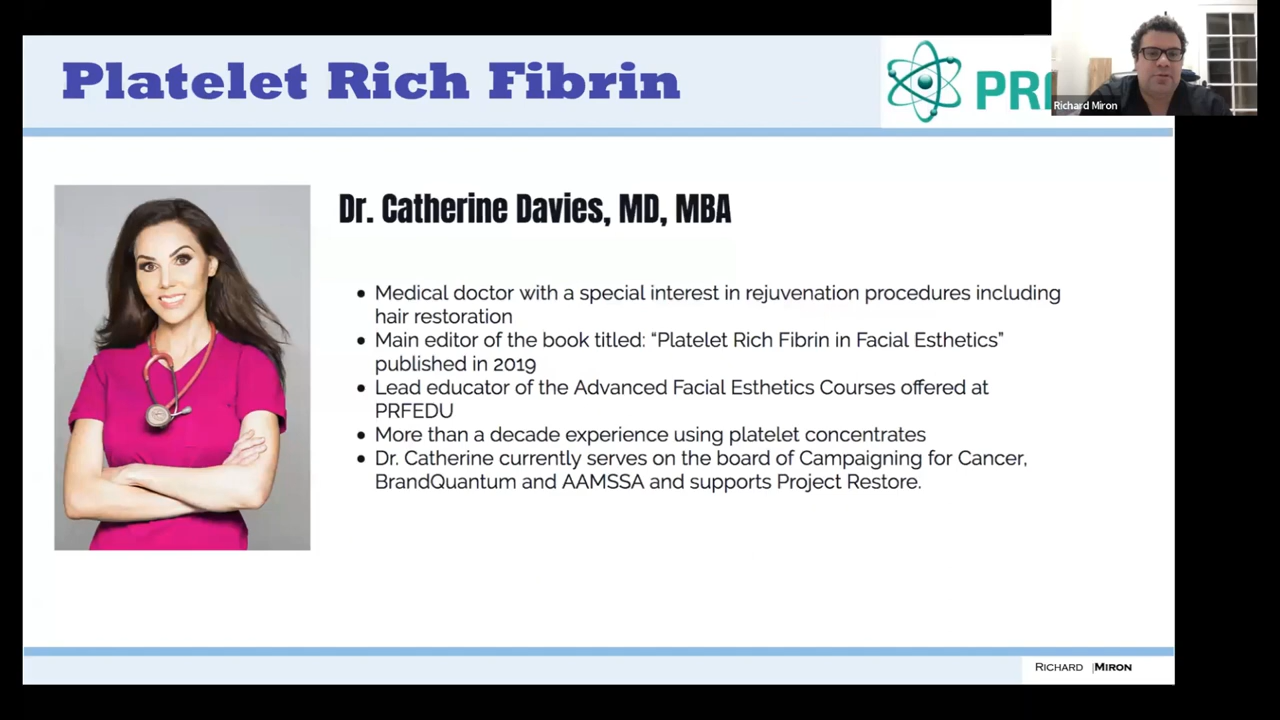 Platelet Rich Fibrin
PRF
Richard Miron
Dr. Catherine Davies, MD, MBA
• Medical doctor with a special interest in rejuvenation procedures including
hair restoration
• Main editor of the book titled: “Platelet Rich Fibrin in Facial Esthetics”
published in 2019
• Lead educator of the Advanced Facial Esthetics Courses offered at
PRFEDU
• More than a decade experience using platelet concentrates
• Dr. Catherine currently serves on the board of Campaigning for Cancer,
BrandQuantum and AAMSSA and supports Project Restore.
RICHARD |MIRON